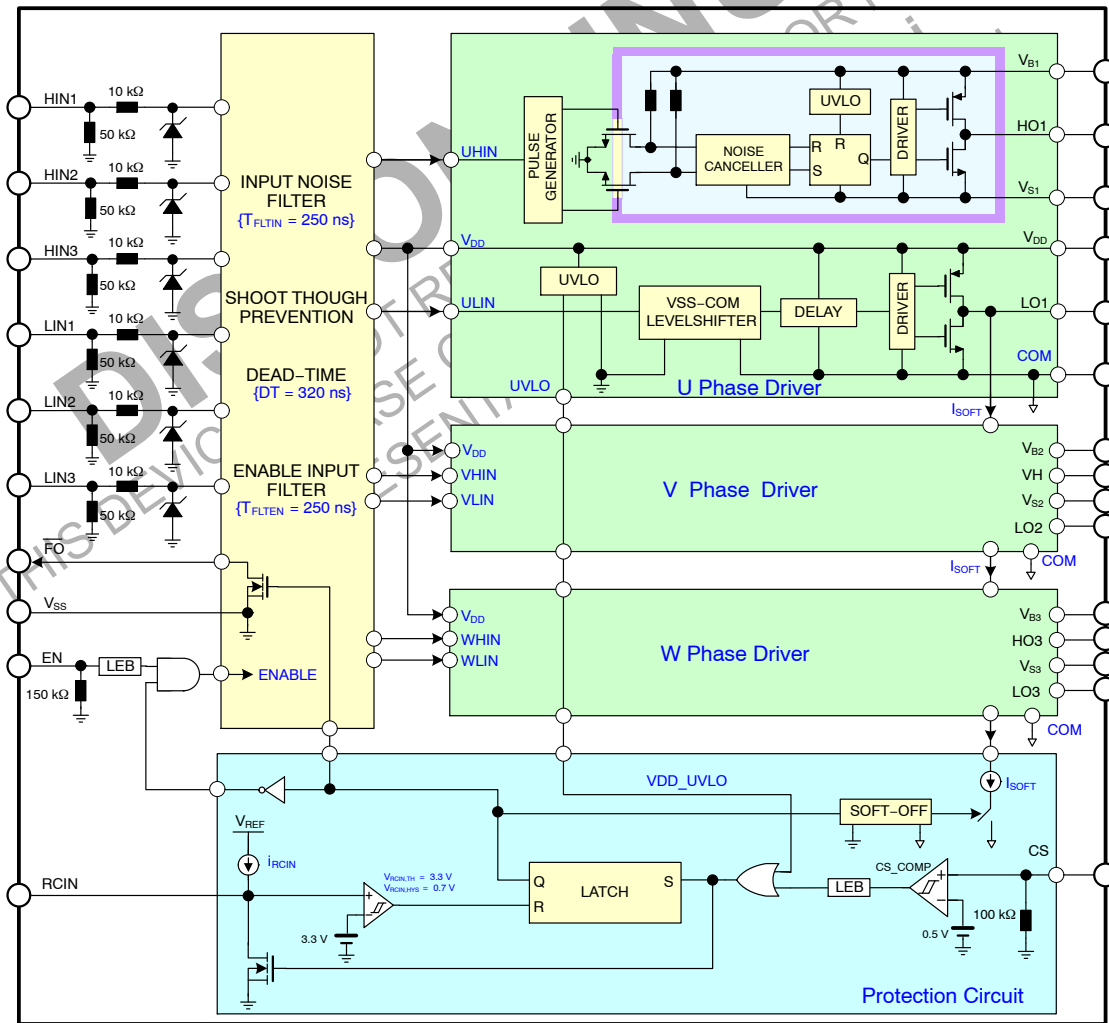 HIN1
10 kΩ
50 kΩ
HIN2
10 kΩ
50 kΩ
HIN3
10 kΩ
50 kΩ
LIN1
10 kΩ
50 kΩ
LIN2
10 kΩ
50 kΩ
LIN3
10 kΩ
50 kΩ
FO
VSS
EN
LEB
150 kΩ
ENABLE
RCIN
INPUT NOISE
FILTER
{TFLTIN = 250 ns}
SHOOT THOUGH
PREVENTION
DEAD−TIME
{DT = 320 ns}
ENABLE INPUT
FILTER
{TFLTEN = 250 ns}
UHIN
VDD
ULIN
UVLO
PULSE
GENERATOR
NOISE
CANCELLER
UVLO
R
R
S
Q
DRIVER
VB1
HO1
VS1
VDD
UVLO
VSS-COM
LEVELSHIFTER
DELAY
DRIVER
LO1
COM
U Phase Driver
ISOFT
VDD
VHIN
VLIN
V Phase Driver
VB2
VH
VS2
LO2
COM
ISOFT
VDD
WHIN
WLIN
W Phase Driver
VB3
HO3
VS3
LO3
COM
VDD_UVLO
ISOFT
SOFT−OFF
VREF
iRCIN
VRCIN,TH = 3.3 V
VRCIN,HYS = 0.7 V
+
−
3.3 V
Q
LATCH
S
R
LEB
CS_COMP
+
−
0.5 V
100 kΩ
CS
Protection Circuit
THIS DEVIC